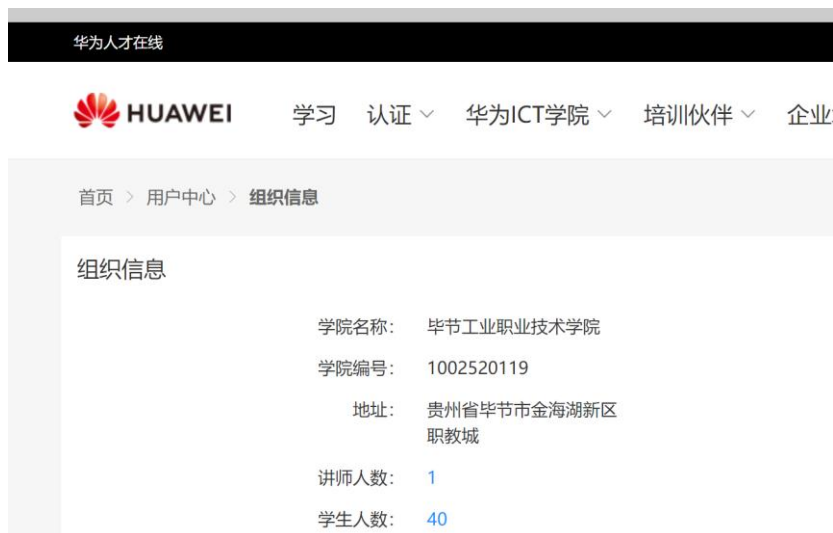 华为人才在线
HUAWEI 学习 认证 华为ICT学院 培训伙伴 企业
首页 > 用户中心 > 组织信息
组织信息
学院名称: 毕节工业职业技术学院
学院编号: 1002520119
地址: 贵州省毕节市金海湖新区
职教城
讲师人数: 1
学生人数: 40